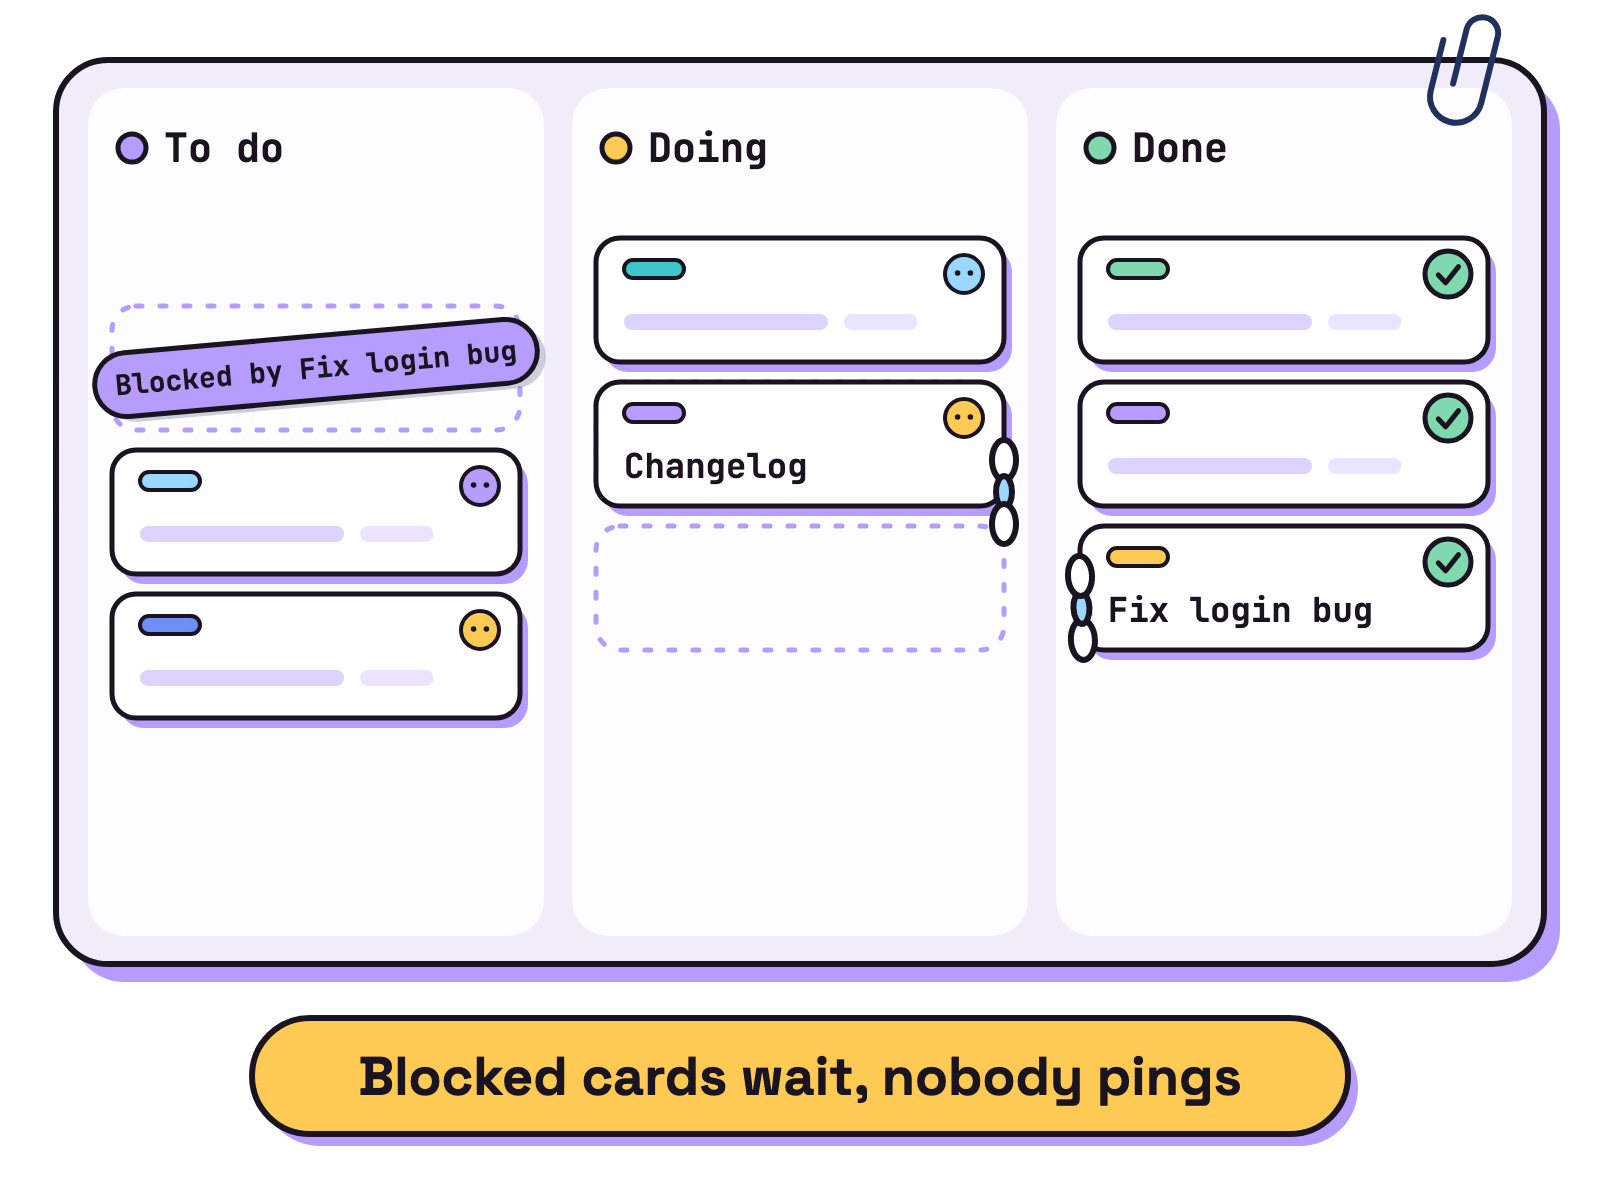 To do
Blocked by Fix login bug
Doing
Changelog
Done
Fix login bug
Blocked cards wait, nobody pings